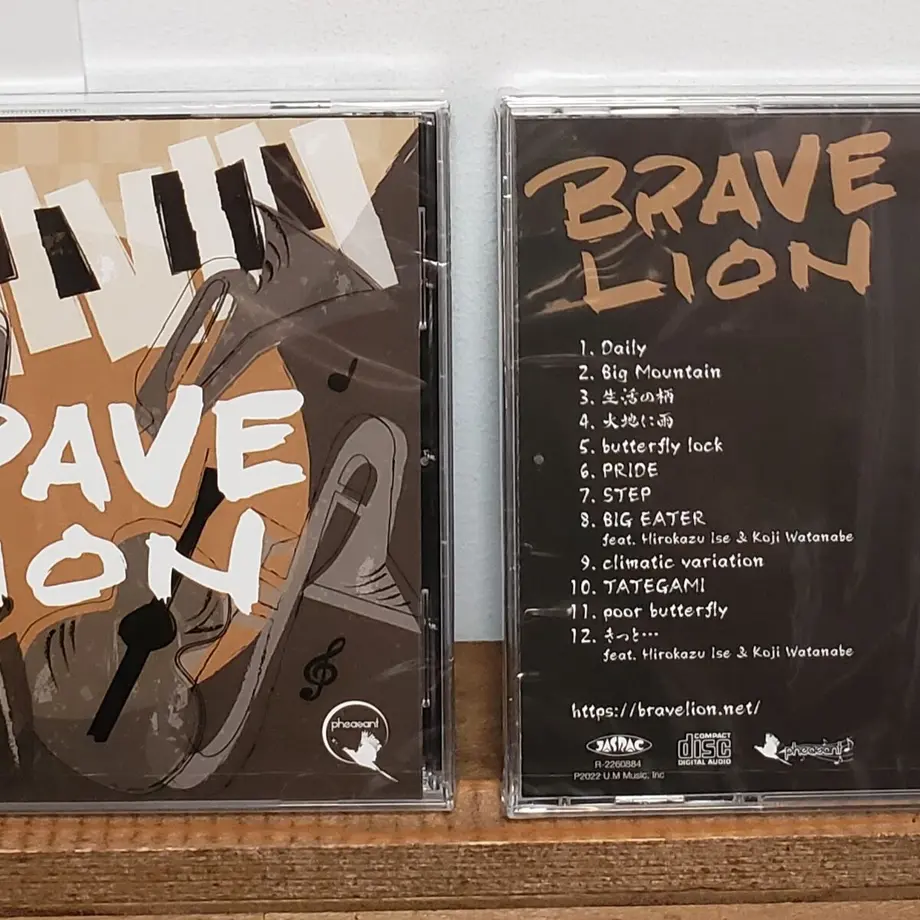 RAVE
ION
pheasant
BRAVE
LION
1. Daily
2. Big Mountain
3. 生活の柄
4. 大地に雨
5. butterfly lock
6. PRIDE
7. STEP
8. BIG EATER
feat. Hirokazu Ise & Koji Watanabe
9. climatic variation
10. TATEGAMI
11. poor butterfly
12. きっと…
feat. Hirokazu Ise & Koji Watanabe
https://bravelion.net/
JASRAC
R-2260884
COMPACT
disc
DIGITAL AUDIO
pheasant
P2022 U.M Music, Inc